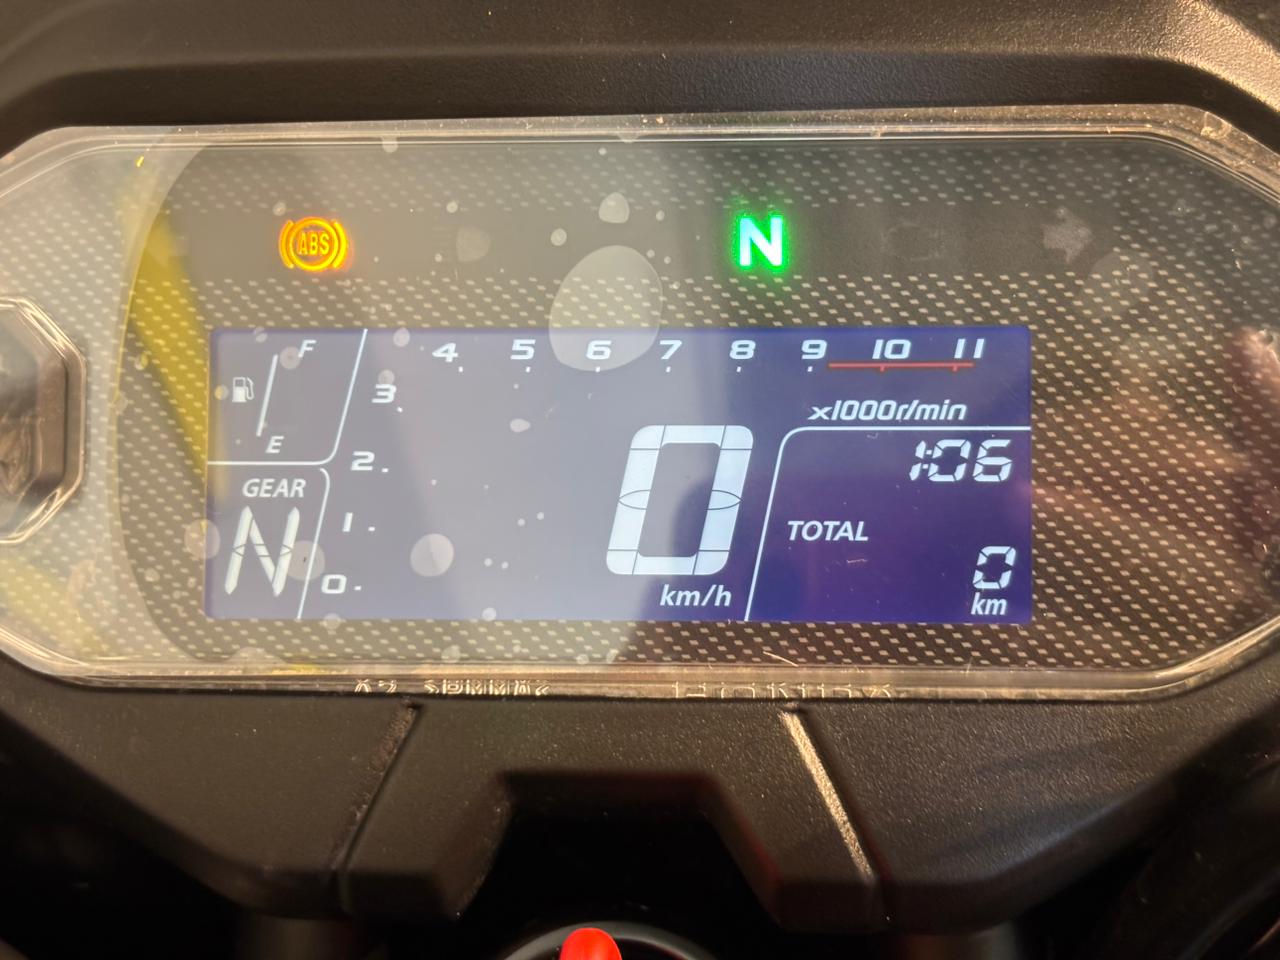 ABS
N
F
E
4 5 6 7 8 9 10 11
3
2
1
0
x1000r/min
GEAR
N
0
km/h
1:06
TOTAL
0
km